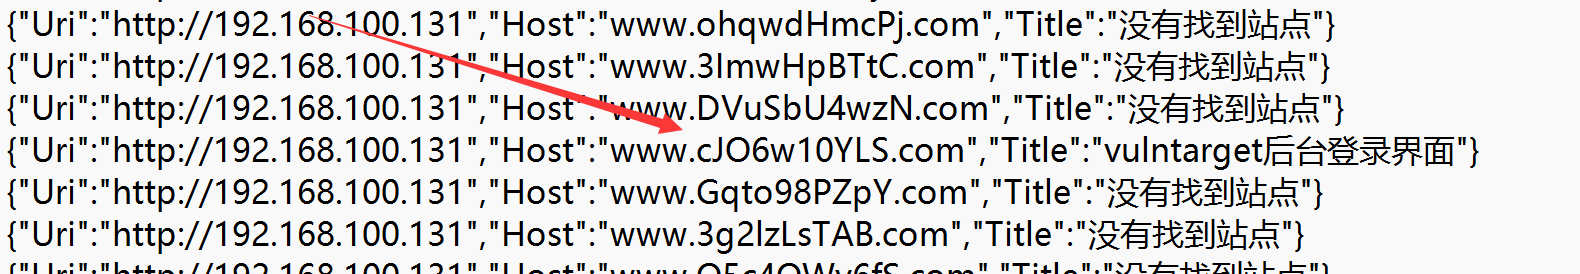 {"Uri":"http://192.168.100.131","Host":"www.ohqwdHmcPj.com","Title":"没有找到站点"}
{"Uri":"http://192.168.100.131","Host":"www.3ImwHpBTtC.com","Title":"没有找到站点"}
{"Uri":"http://192.168.100.131","Host":"www.DVuSbU4wzN.com","Title":"没有找到站点"}
{"Uri":"http://192.168.100.131","Host":"www.cJO6w10YLS.com","Title":"vulntarget后台登录界面"}
{"Uri":"http://192.168.100.131","Host":"www.Gqto98PZpY.com","Title":"没有找到站点"}
{"Uri":"http://192.168.100.131","Host":"www.3g2lzLsTAB.com","Title":"没有找到站点"}